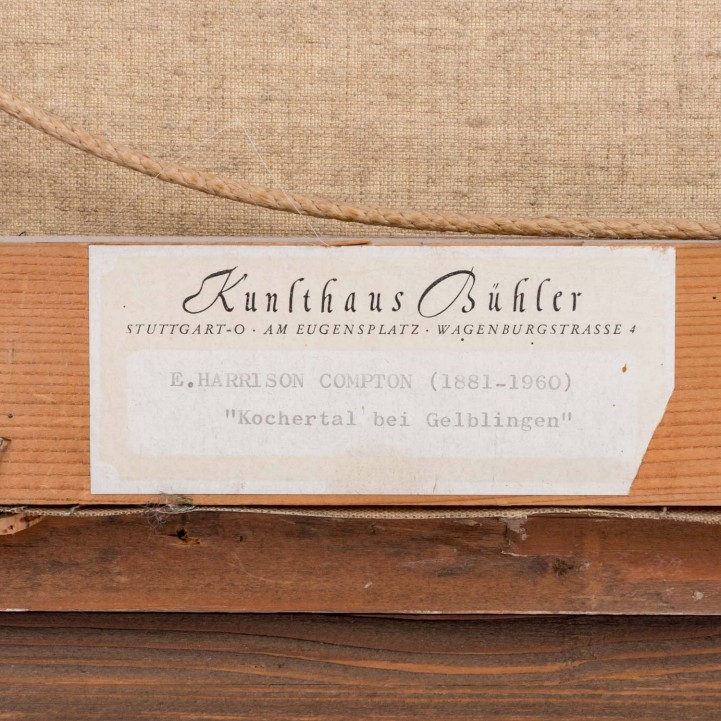 Kunſthaus Bühler
STUTTGART-O · AM EUGENSPLATZ · WAGENBURGSTRASSE 4
E.HARRISON COMPTON (1881-1960)
"Kochertal bei Gelblingen"